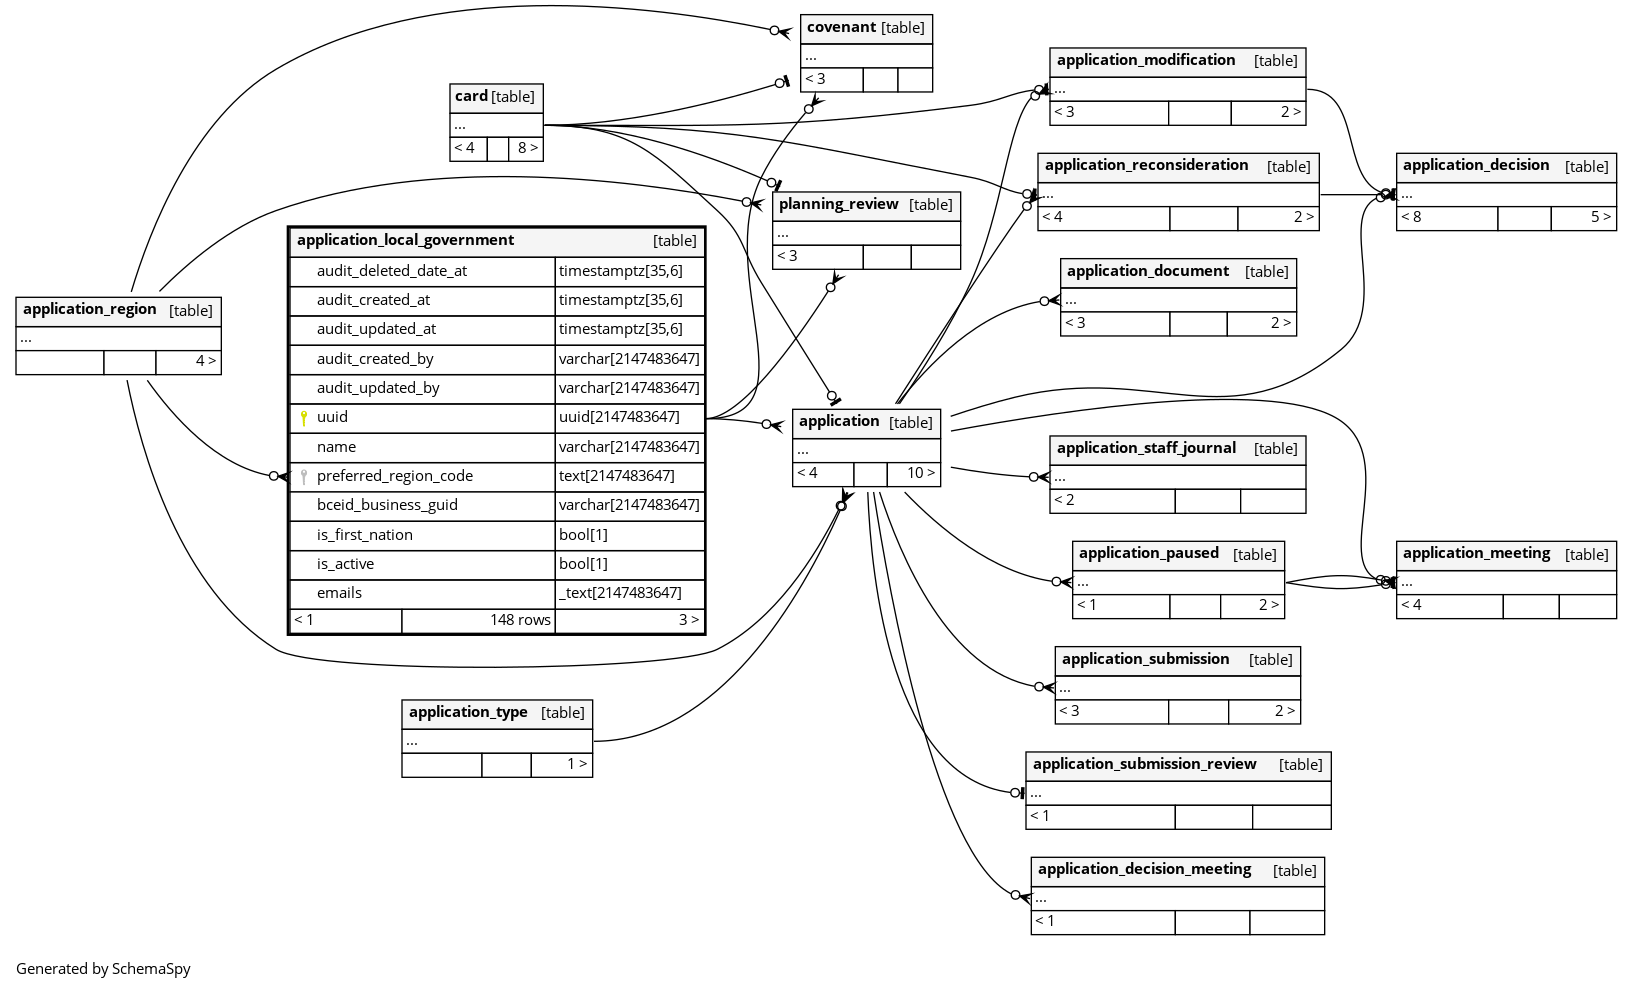 covenant [table]
...
< 3
card [table]
...
< 4 8 >
application_modification [table]
...
< 3 2 >
application_reconsideration [table]
...
< 4 2 >
application_decision [table]
...
< 8 5 >
planning_review [table]
...
< 3
application_local_government [table]
audit_deleted_date_at timestamptz[35,6]
audit_created_at timestamptz[35,6]
audit_updated_at timestamptz[35,6]
audit_created_by varchar[2147483647]
audit_updated_by varchar[2147483647]
uuid uuid[2147483647]
name varchar[2147483647]
preferred_region_code text[2147483647]
bceid_business_guid varchar[2147483647]
is_first_nation bool[1]
is_active bool[1]
emails _text[2147483647]
< 1 148 rows 3 >
application_region [table]
...
4 >
application_document [table]
...
< 3 2 >
application [table]
...
< 4 10 >
application_staff_journal [table]
...
< 2
application_paused [table]
...
< 1 2 >
application_meeting [table]
...
< 4
application_submission [table]
...
< 3 2 >
application_type [table]
...
1 >
application_submission_review [table]
...
< 1
application_decision_meeting [table]
...
< 1
Generated by SchemaSpy